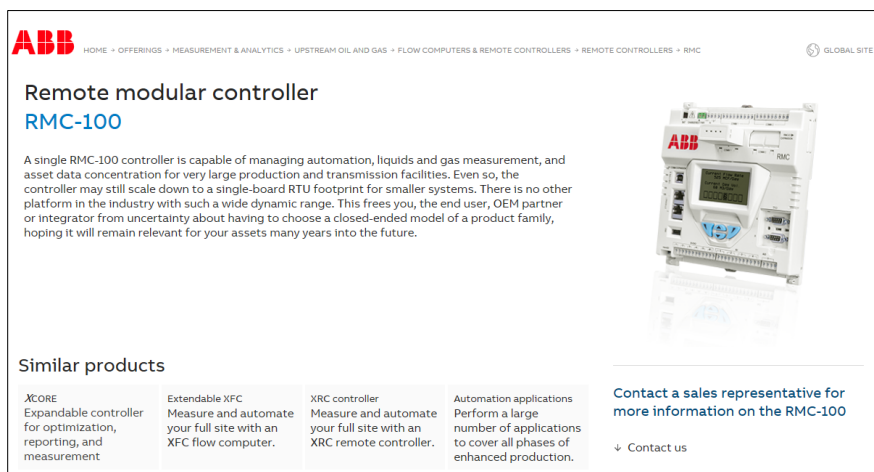 ABB
HOME → OFFERINGS → MEASUREMENT & ANALYTICS → UPSTREAM OIL AND GAS → FLOW COMPUTERS & REMOTE CONTROLLERS → REMOTE CONTROLLERS → RMC
GLOBAL SITE
Remote modular controller
RMC-100
A single RMC-100 controller is capable of managing automation, liquids and gas measurement, and
asset data concentration for very large production and transmission facilities. Even so, the
controller may still scale down to a single-board RTU footprint for smaller systems. There is no other
platform in the industry with such a wide dynamic range. This frees you, the end user, OEM partner
or integrator from uncertainty about having to choose a closed-ended model of a product family,
hoping it will remain relevant for your assets many years into the future.
ABB
RMC
Similar products
XCORE
Expandable controller
for optimization,
reporting, and
measurement
Extendable XFC
Measure and automate
your full site with an
XFC flow computer.
XRC controller
Measure and automate
your full site with an
XRC remote controller.
Automation applications
Perform a large
number of applications
to cover all phases of
enhanced production.
Contact a sales representative for
more information on the RMC-100
↓ Contact us